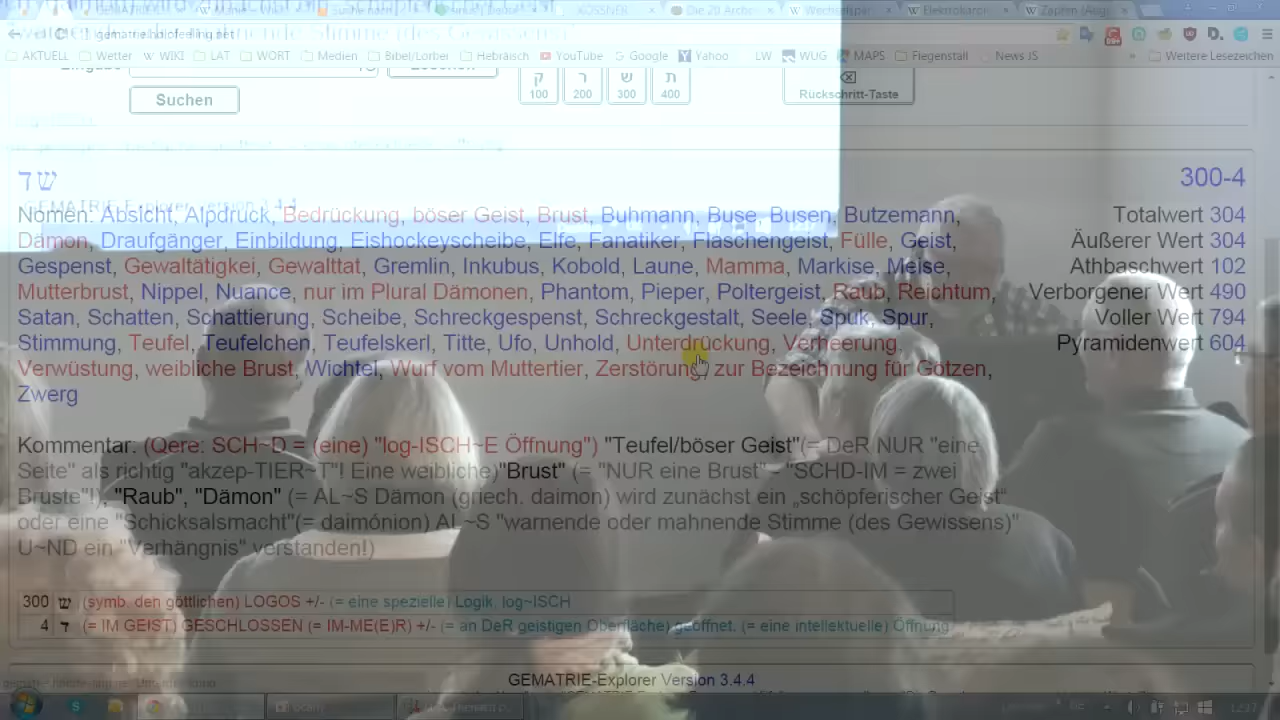 Die 20 Arche
AKTUELL Wetter WIKI LAT WORT Medien Bibel/Lorber Hebräisch YouTube Google Yahoo LW WUG MAPS Fliegenstall News JS » Weitere Lesezeichen
ק ר ש ת
100 200 300 400
Rückschritt-Taste
Suchen
שד
300-4
Nomen: Absicht, Alpdruck, Bedrückung, böser Geist, Brust, Buhmann, Buse, Busen, Butzemann,
Dämon, Draufgänger, Einbildung, Eishockeyscheibe, Elfe, Fanatiker, Flaschengeist, Fülle, Geist,
Gespenst, Gewaltätigkei, Gewalttat, Gremlin, Inkubus, Kobold, Laune, Mamma, Markise, Meise,
Mutterbrust, Nippel, Nuance, nur im Plural Dämonen, Phantom, Pieper, Poltergeist, Raub, Reichtum,
Satan, Schatten, Schattierung, Scheibe, Schreckgespenst, Schreckgestalt, Seele, Spuk, Spur,
Stimmung, Teufel, Teufelchen, Teufelskerl, Titte, Ufo, Unhold, Unterdrückung, Verheerung,
Verwüstung, weibliche Brust, Wichtel, Wurf vom Muttertier, Zerstörung, zur Bezeichnung für Götzen,
Zwerg
Totalwert 304
Äußerer Wert 304
Athbaschwert 102
Verborgener Wert 490
Voller Wert 794
Pyramidenwert 604
Kommentar: (Qere: SCH~D = (eine) "log-ISCH~E Öffnung") "Teufel/böser Geist"(= DeR NUR "eine
Seite" als richtig "akzep-TIER~T"! Eine weibliche)"Brust" (= "NUR eine Brust" - "SCHD-IM = zwei
Brüste"!), "Raub", "Dämon" (= AL~S Dämon (griech. daimon) wird zunächst ein „schöpferischer Geist"
oder eine "Schicksalsmacht"(= daimónion) AL~S "warnende oder mahnende Stimme (des Gewissens)"
U~ND ein "Verhängnis" verstanden!)
300 ש (symb. den göttlichen) LOGOS +/- (= eine spezielle) Logik, log~ISCH
4 ד (= IM GEIST) GESCHLOSSEN (= IM-ME(E)R) +/- (= an DeR geistigen Oberfläche) geöffnet, (= eine intellektuelle) Öffnung
GEMATRIE-Explorer Version 3.4.4